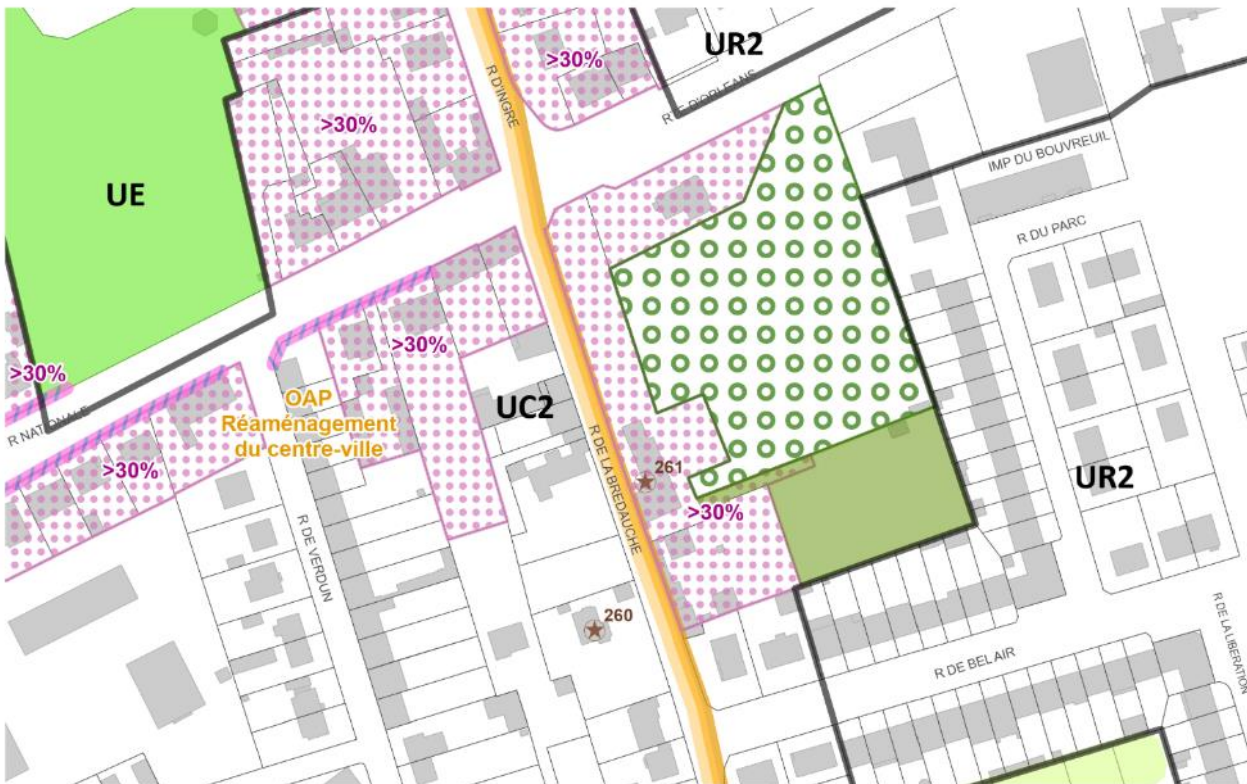 UR2
>30%
R D'INGRE
>30%
R D'ORLEANS
UE
IMP DU BOUVREUIL
R DU PARC
>30%
>30%
R NATIONALE
OAP
Réaménagement
du centre-ville
UC2
>30%
R DE LA BREDAUCHE
261
UR2
>30%
R DE VERDUN
260
R DE BEL AIR
R DE LA LIBERATION